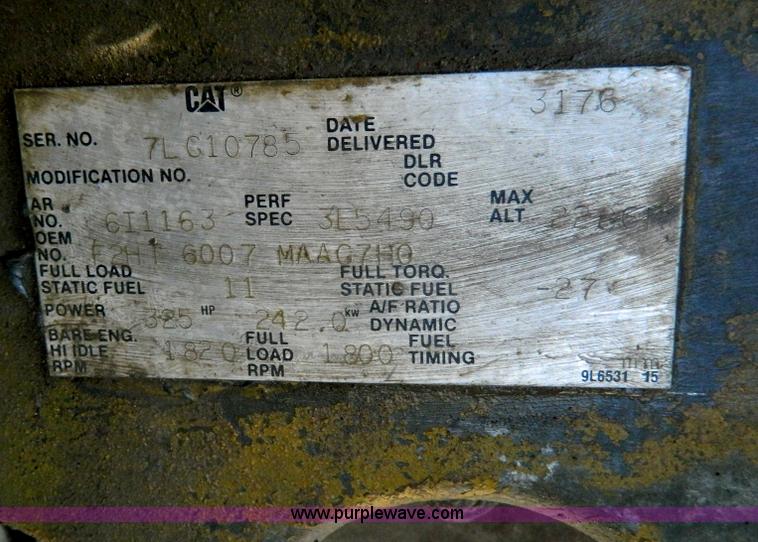 CAT® 3176
SER. NO. 7LG10785 DATE DELIVERED
MODIFICATION NO. DLR CODE
AR NO. 6I1163 PERF SPEC 3E5490 MAX ALT
OEM NO. 6007
FULL LOAD STATIC FUEL 11 FULL TORQ. STATIC FUEL -27
POWER 325 HP 242.0 KW A/F RATIO DYNAMIC
BARE ENG. HI IDLE RPM 1820 FULL LOAD RPM 1800 FUEL TIMING
9L6531 15
www.purplewave.com